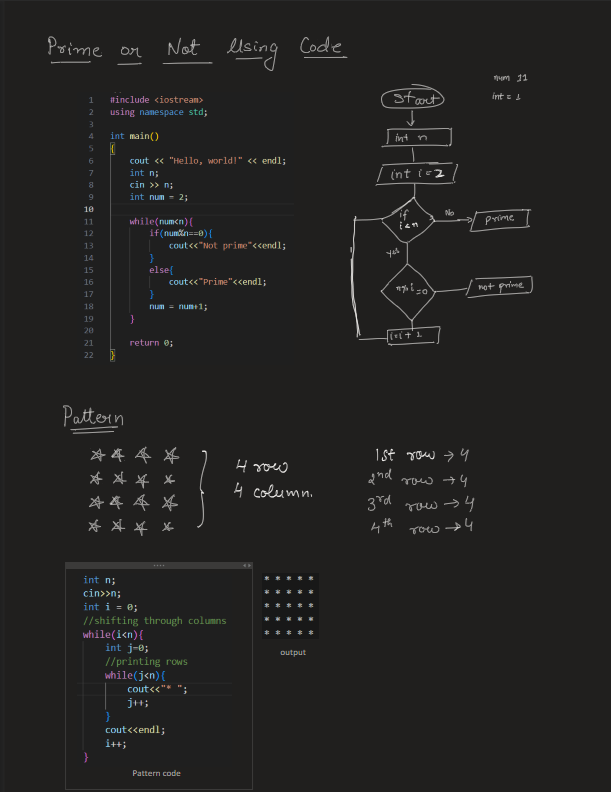 Prime or Not Using Code
num 11
int = 1
1 #include <iostream>
2 using namespace std;
3
4 int main()
5 {
6 cout << "Hello, world!" << endl;
7 int n;
8 cin >> n;
9 int num = 2;
10
11 while(num<n){
12 if(num%n==0){
13 cout<<"Not prime"<<endl;
14 }
15 else{
16 cout<<"Prime"<<endl;
17 }
18 num = num+1;
19 }
20
21 return 0;
22 }
start
int n
int i = 2
if
i<n
No
prime
yes
n%i
=0
not prime
i=i+1
Pattern
4 row
4 column.
1st row → 4
2nd row → 4
3rd row → 4
4th row → 4
int n;
cin>>n;
int i = 0;
//shifting through columns
while(i<n){
int j=0;
//printing rows
while(j<n){
cout<<"* ";
j++;
}
cout<<endl;
i++;
}
Pattern code
* * * * *
* * * * *
* * * * *
* * * * *
* * * * *
output